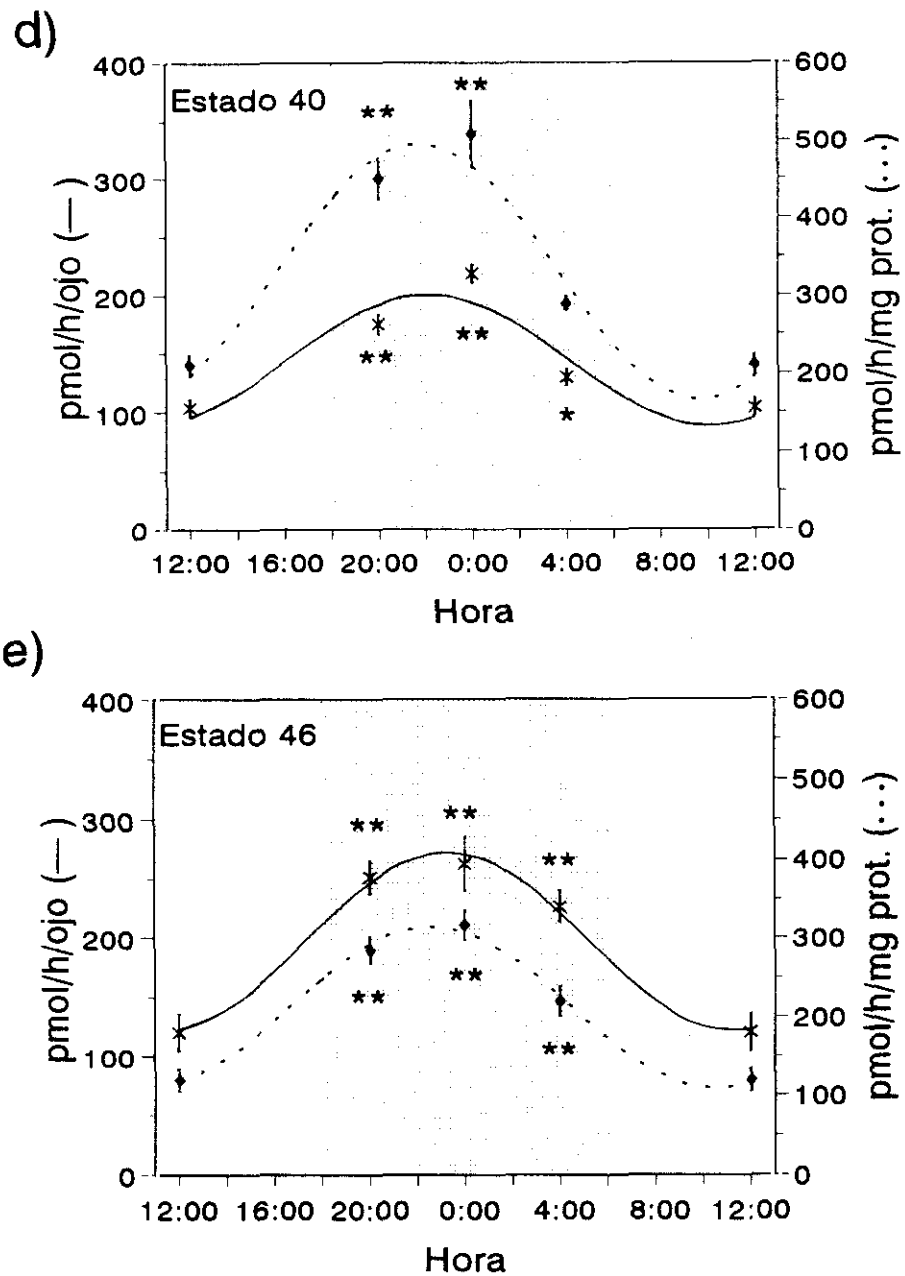 d)
Estado 40
400
300
200
100
0
pmol/h/ojo (—)
600
500
400
300
200
100
0
pmol/h/mg prot. (···)
** **
** ** *
12:00 16:00 20:00 0:00 4:00 8:00 12:00
Hora
e)
Estado 46
400
300
200
100
0
pmol/h/ojo (—)
600
500
400
300
200
100
0
pmol/h/mg prot. (···)
** ** **
** ** **
12:00 16:00 20:00 0:00 4:00 8:00 12:00
Hora